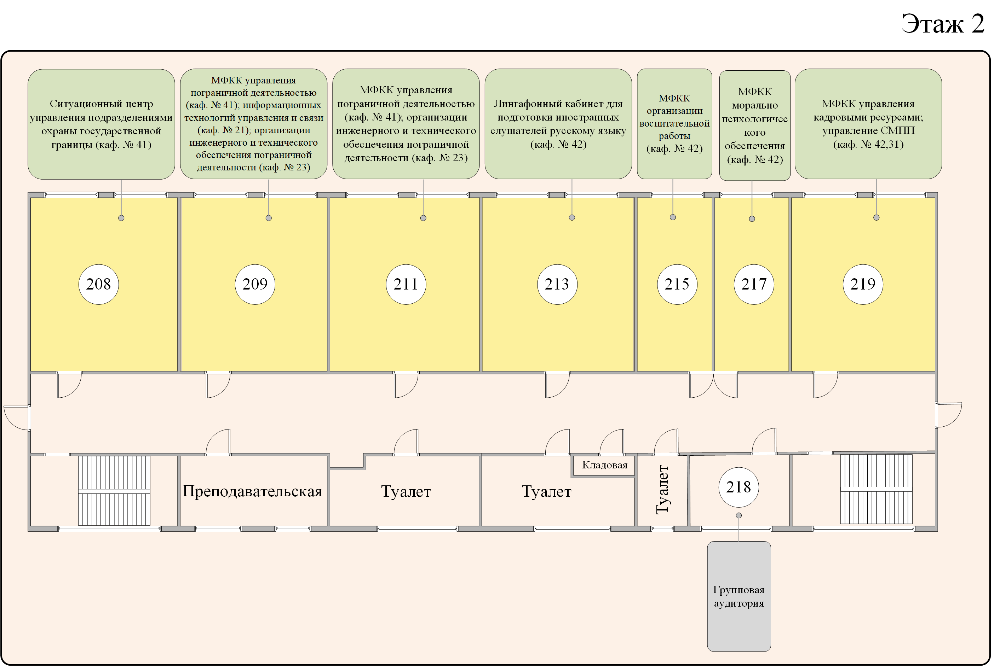 Этаж 2
Ситуационный центр
управления подразделениями
охраны государственной
границы (каф. № 41)
МФКК управления
пограничной деятельностью
(каф. № 41); информационных
технологий управления и связи
(каф. № 21); организации
инженерного и технического
обеспечения пограничной
деятельности (каф. № 23)
МФКК управления
пограничной деятельностью
(каф. № 41); организации
инженерного и технического
обеспечения пограничной
деятельности (каф. № 23)
Лингафонный кабинет для
подготовки иностранных
слушателей русскому языку
(каф. № 42)
МФКК
организации
воспитательной
работы
(каф. № 42)
МФКК
морально
психологичес
кого
обеспечения
(каф. № 42)
МФКК управления
кадровыми ресурсами;
управление СМПП
(каф. № 42,31)
208
209
211
213
215
217
219
Преподавательская
Туалет
Туалет
Кладовая
Туалет
218
Групповая
аудитория